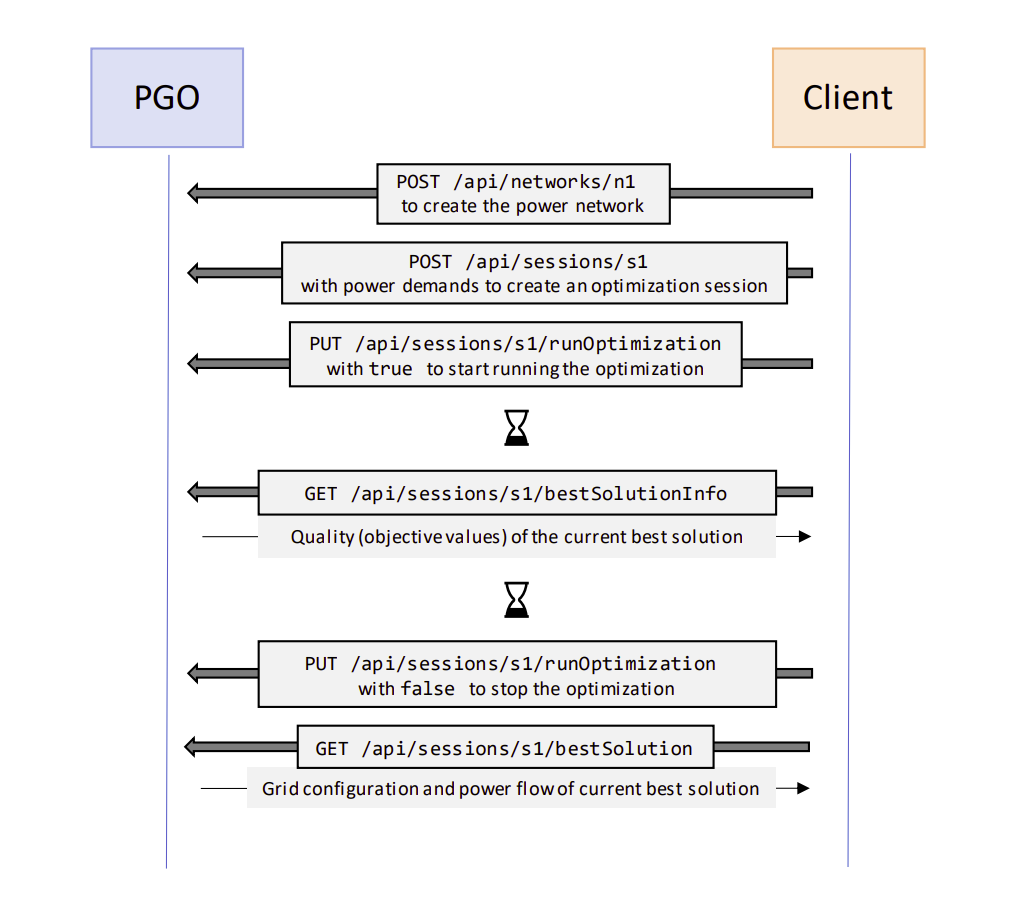 PGO
Client
POST /api/networks/n1
to create the power network
POST /api/sessions/s1
with power demands to create an optimization session
PUT /api/sessions/s1/runOptimization
with true to start running the optimization
GET /api/sessions/s1/bestSolutionInfo
Quality (objective values) of the current best solution
PUT /api/sessions/s1/runOptimization
with false to stop the optimization
GET /api/sessions/s1/bestSolution
Grid configuration and power flow of current best solution